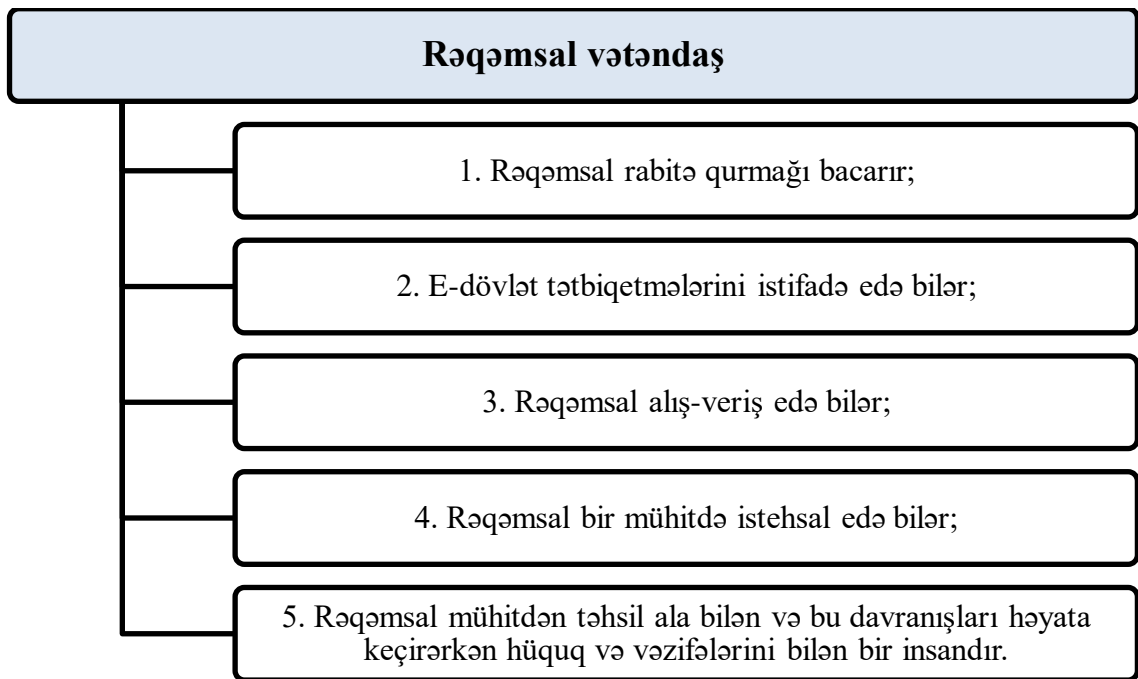 Rəqəmsal vətəndaş
1. Rəqəmsal rabitə qurmağı bacarır;
2. E-dövlət tətbiqetmələrini istifadə edə bilər;
3. Rəqəmsal alış-veriş edə bilər;
4. Rəqəmsal bir mühitdə istehsal edə bilər;
5. Rəqəmsal mühitdən təhsil ala bilən və bu davranışları həyata
keçirərkən hüquq və vəzifələrini bilən bir insandır.